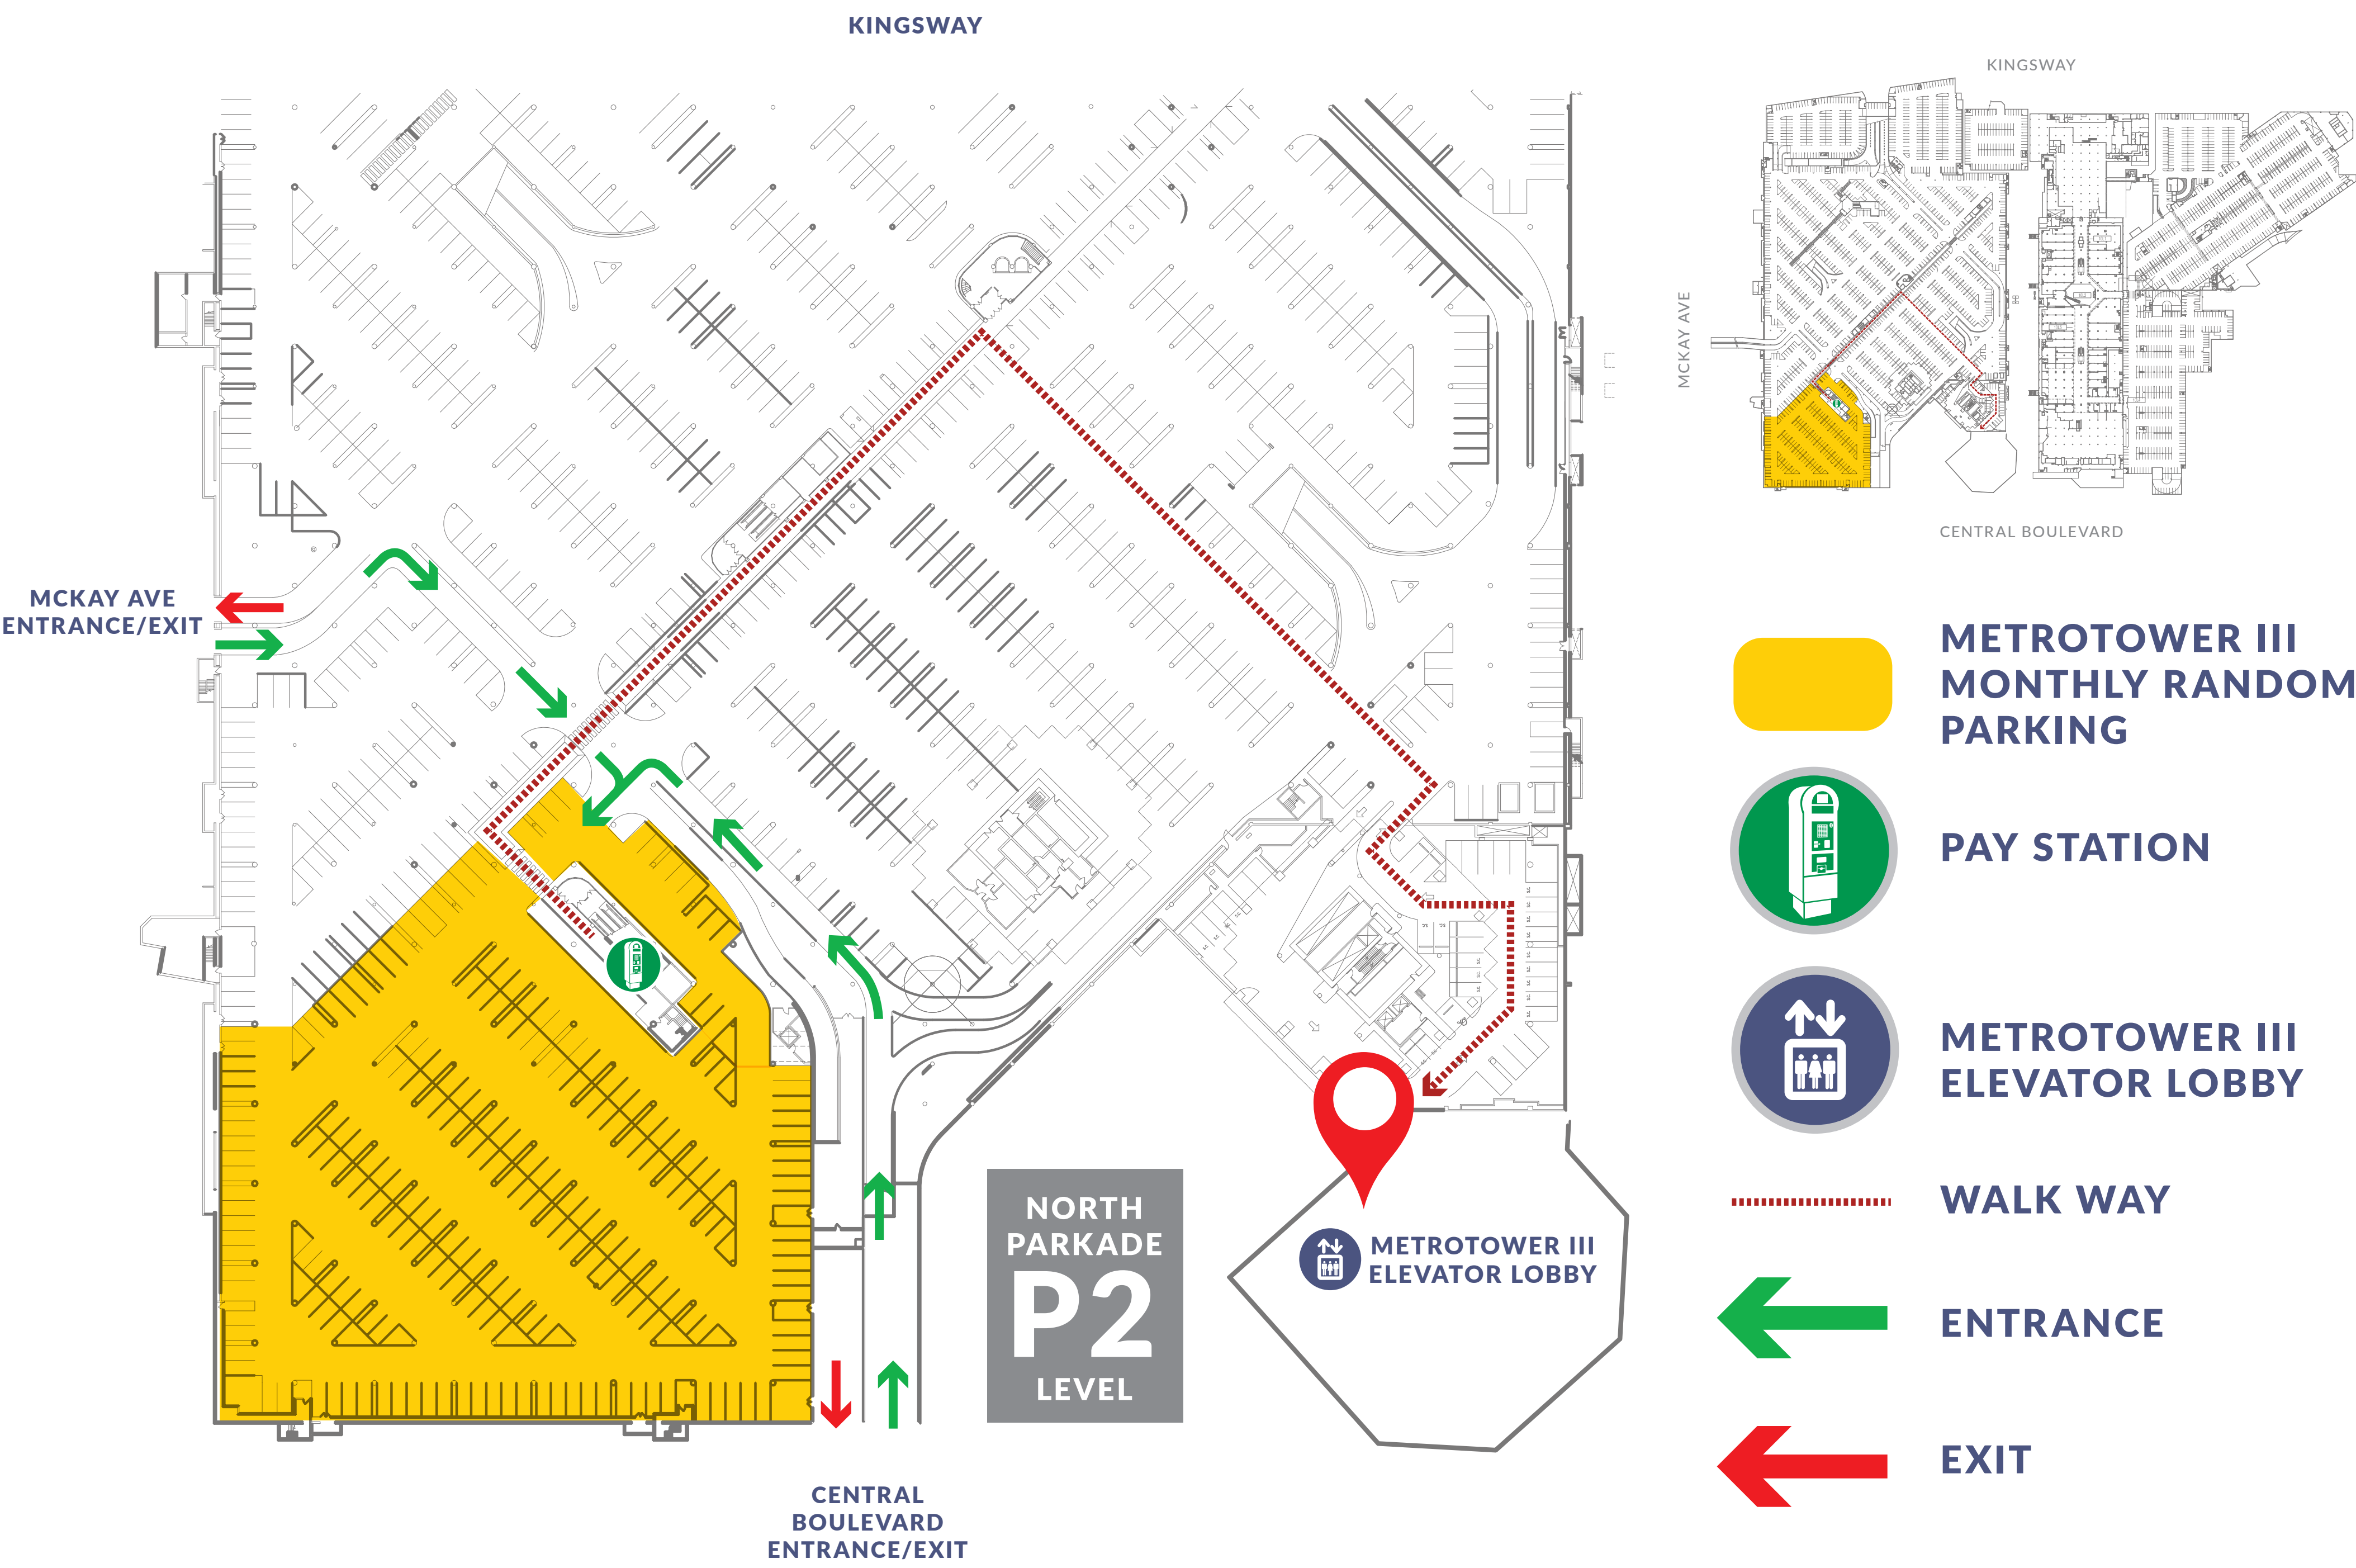 KINGSWAY
KINGSWAY
MCKAY AVE
CENTRAL BOULEVARD
MCKAY AVE
ENTRANCE/EXIT
METROTOWER III
MONTHLY RANDOM
PARKING
PAY STATION
METROTOWER III
ELEVATOR LOBBY
WALK WAY
ENTRANCE
EXIT
NORTH
PARKADE
P2
LEVEL
METROTOWER III
ELEVATOR LOBBY
CENTRAL
BOULEVARD
ENTRANCE/EXIT